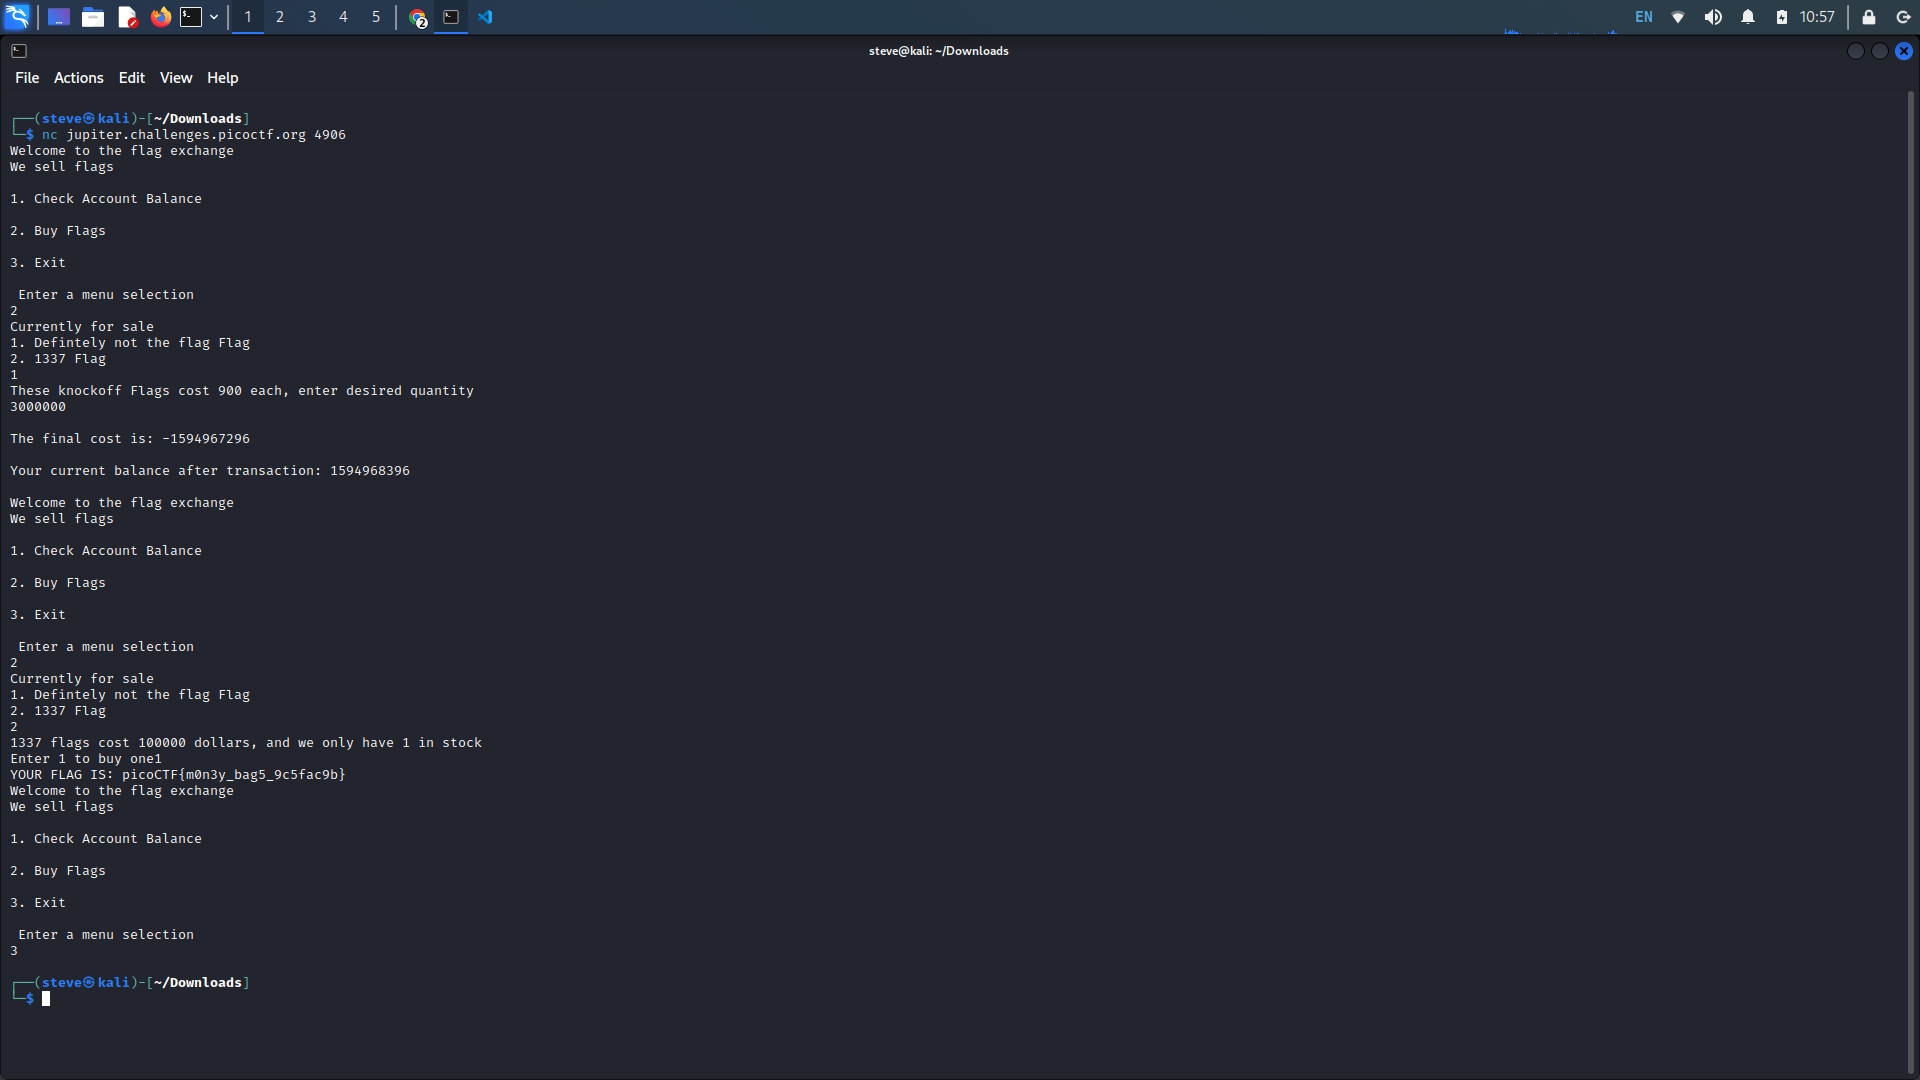 1 2 3 4 5 2 EN 10:57
steve@kali: ~/Downloads
File Actions Edit View Help
┌──(steve㉿kali)-[~/Downloads]
└─$ nc jupiter.challenges.picoctf.org 4906
Welcome to the flag exchange
We sell flags
1. Check Account Balance
2. Buy Flags
3. Exit
Enter a menu selection
2
Currently for sale
1. Defintely not the flag Flag
2. 1337 Flag
1
These knockoff Flags cost 900 each, enter desired quantity
3000000
The final cost is: -1594967296
Your current balance after transaction: 1594968396
Welcome to the flag exchange
We sell flags
1. Check Account Balance
2. Buy Flags
3. Exit
Enter a menu selection
2
Currently for sale
1. Defintely not the flag Flag
2. 1337 Flag
2
1337 flags cost 100000 dollars, and we only have 1 in stock
Enter 1 to buy one1
YOUR FLAG IS: picoCTF{m0n3y_bag5_9c5fac9b}
Welcome to the flag exchange
We sell flags
1. Check Account Balance
2. Buy Flags
3. Exit
Enter a menu selection
3
┌──(steve㉿kali)-[~/Downloads]
└─$